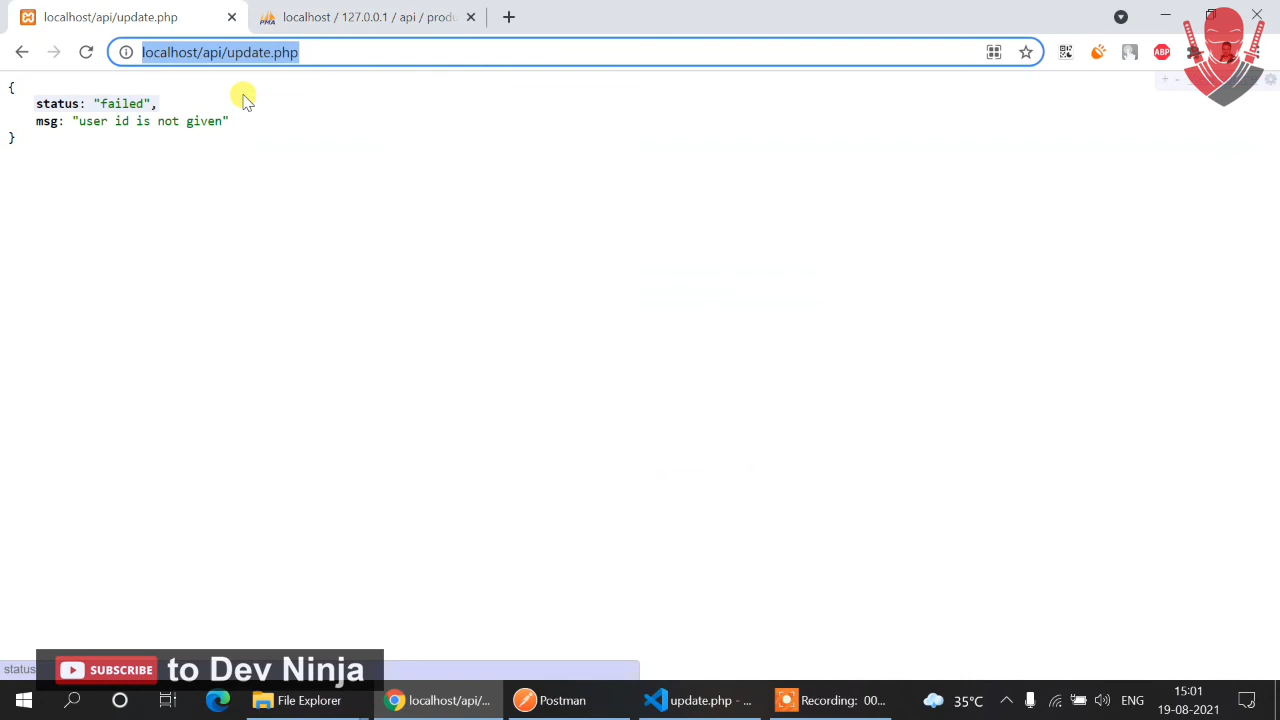 localhost/api/update.php
localhost / 127.0.0.1 / api / produ
localhost/api/update.php
ABP
{
status: "failed",
msg: "user id is not given"
}
+ -
status
SUBSCRIBE to Dev Ninja
File Explorer
localhost/api/...
Postman
update.php - ...
Recording: 00...
35°C
ENG
15:01
19-08-2021